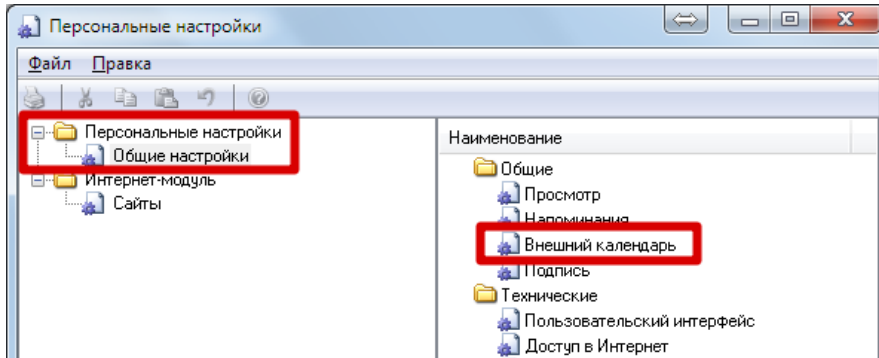 Персональные настройки
Файл Правка
Персональные настройки
Общие настройки
Интернет-модуль
Сайты
Наименование
Общие
Просмотр
Напоминания
Внешний календарь
Подпись
Технические
Пользовательский интерфейс
Доступ в Интернет